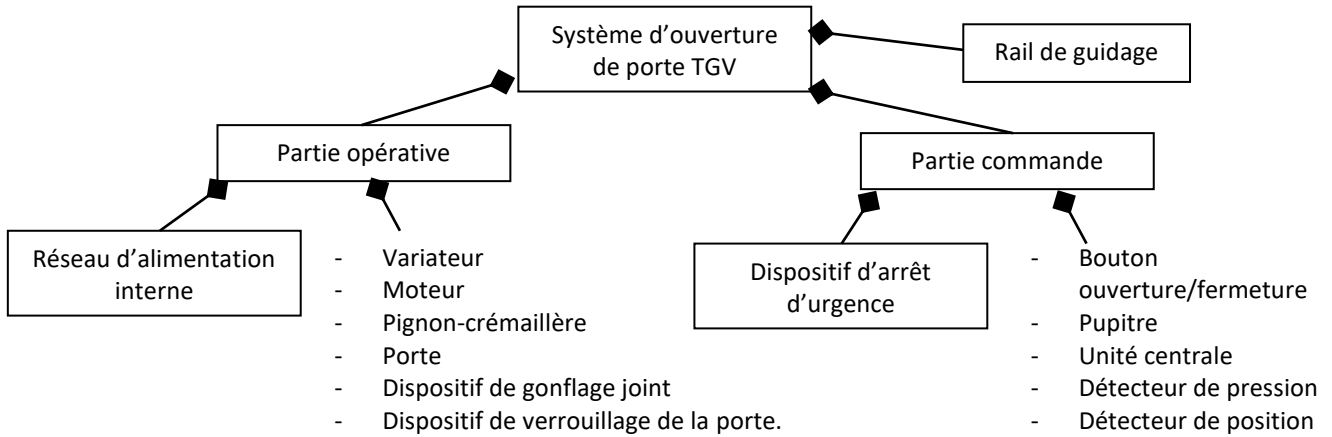 Système d’ouverture
de porte TGV
Rail de guidage
Partie opérative
Partie commande
Réseau d’alimentation
interne
- Variateur
- Moteur
- Pignon-crémaillère
- Porte
- Dispositif de gonflage joint
- Dispositif de verrouillage de la porte.
Dispositif d’arrêt
d’urgence
- Bouton
ouverture/fermeture
- Pupitre
- Unité centrale
- Détecteur de pression
- Détecteur de position